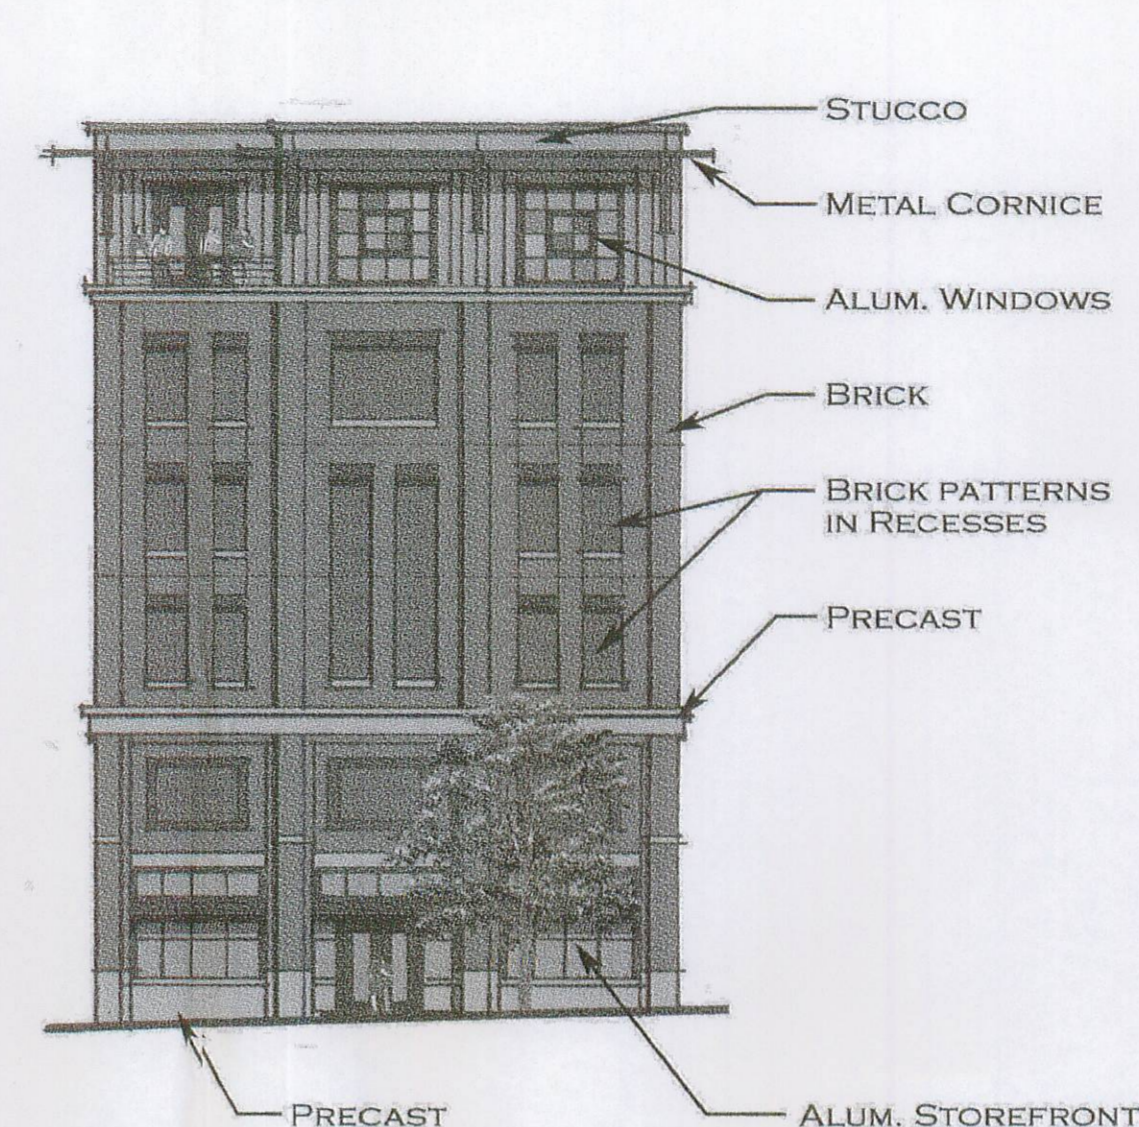 STUCCO
METAL CORNICE
ALUM. WINDOWS
BRICK
BRICK PATTERNS
IN RECESSES
PRECAST
PRECAST
ALUM. STOREFRONT